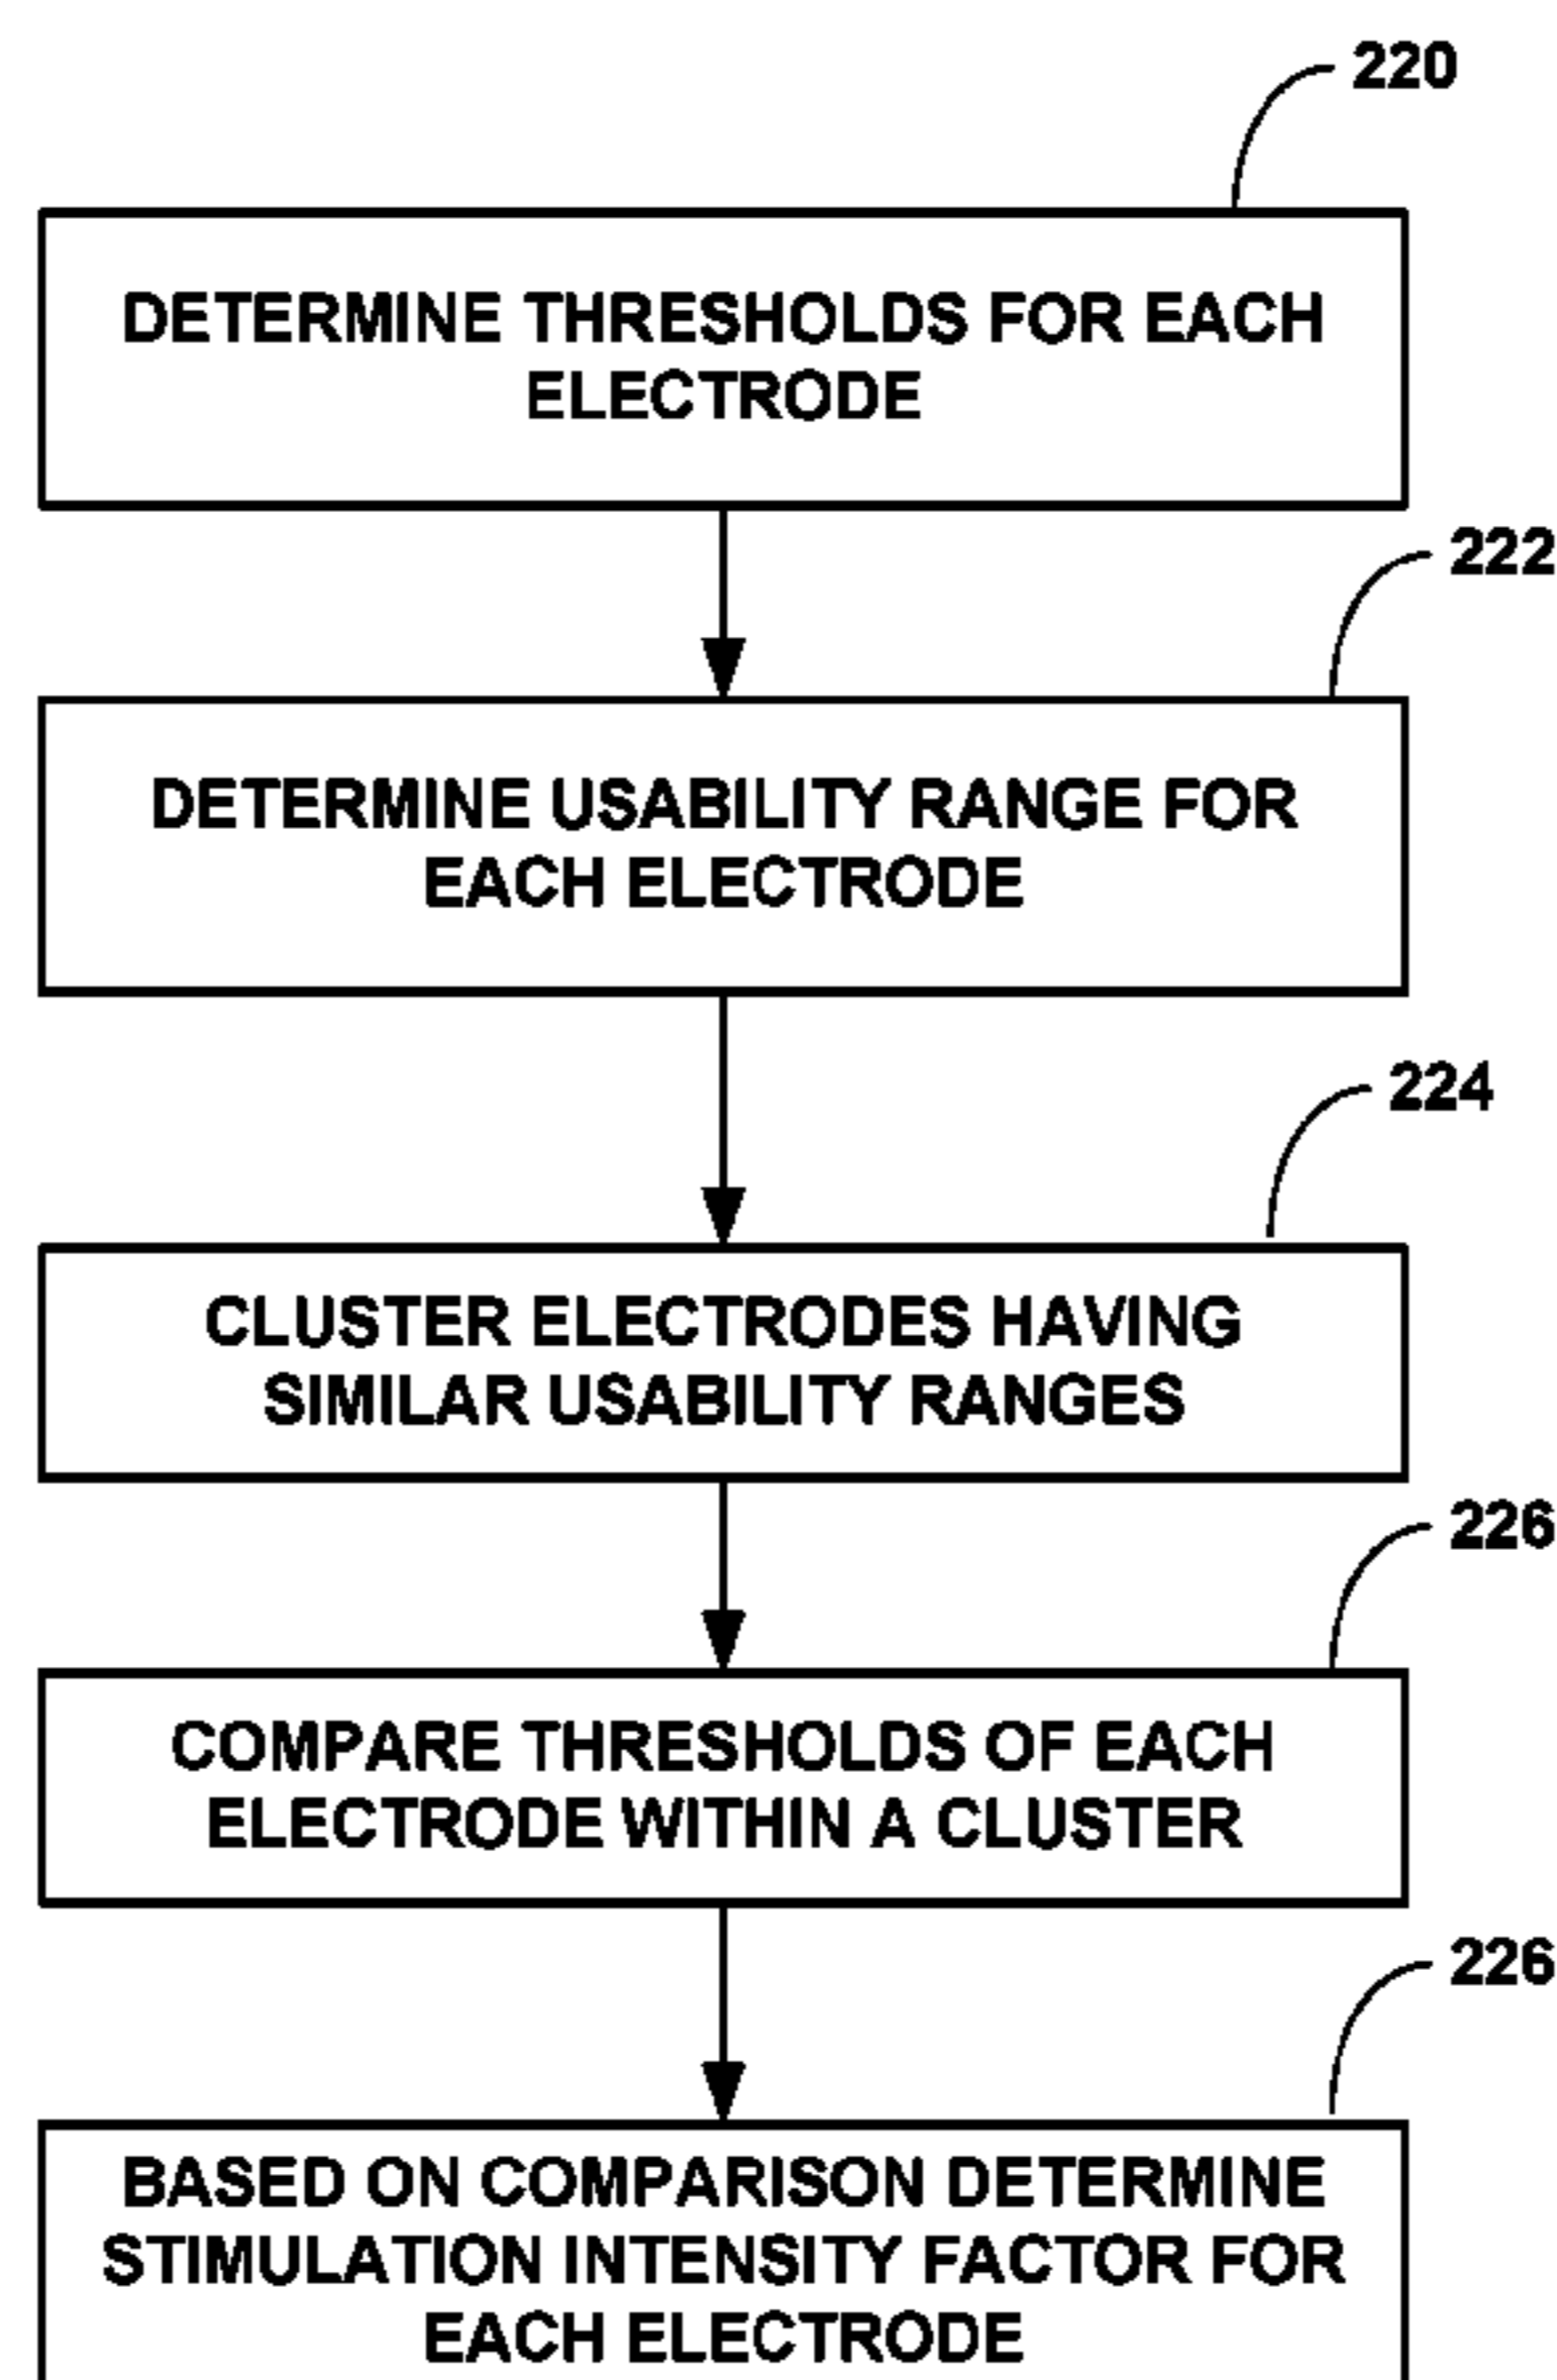 220
DETERMINE THRESHOLDS FOR EACH
ELECTRODE
222
DETERMINE USABILITY RANGE FOR
EACH ELECTRODE
224
CLUSTER ELECTRODES HAVING
SIMILAR USABILITY RANGES
226
COMPARE THRESHOLDS OF EACH
ELECTRODE WITHIN A CLUSTER
226
BASED ON COMPARISON DETERMINE
STIMULATION INTENSITY FACTOR FOR
EACH ELECTRODE